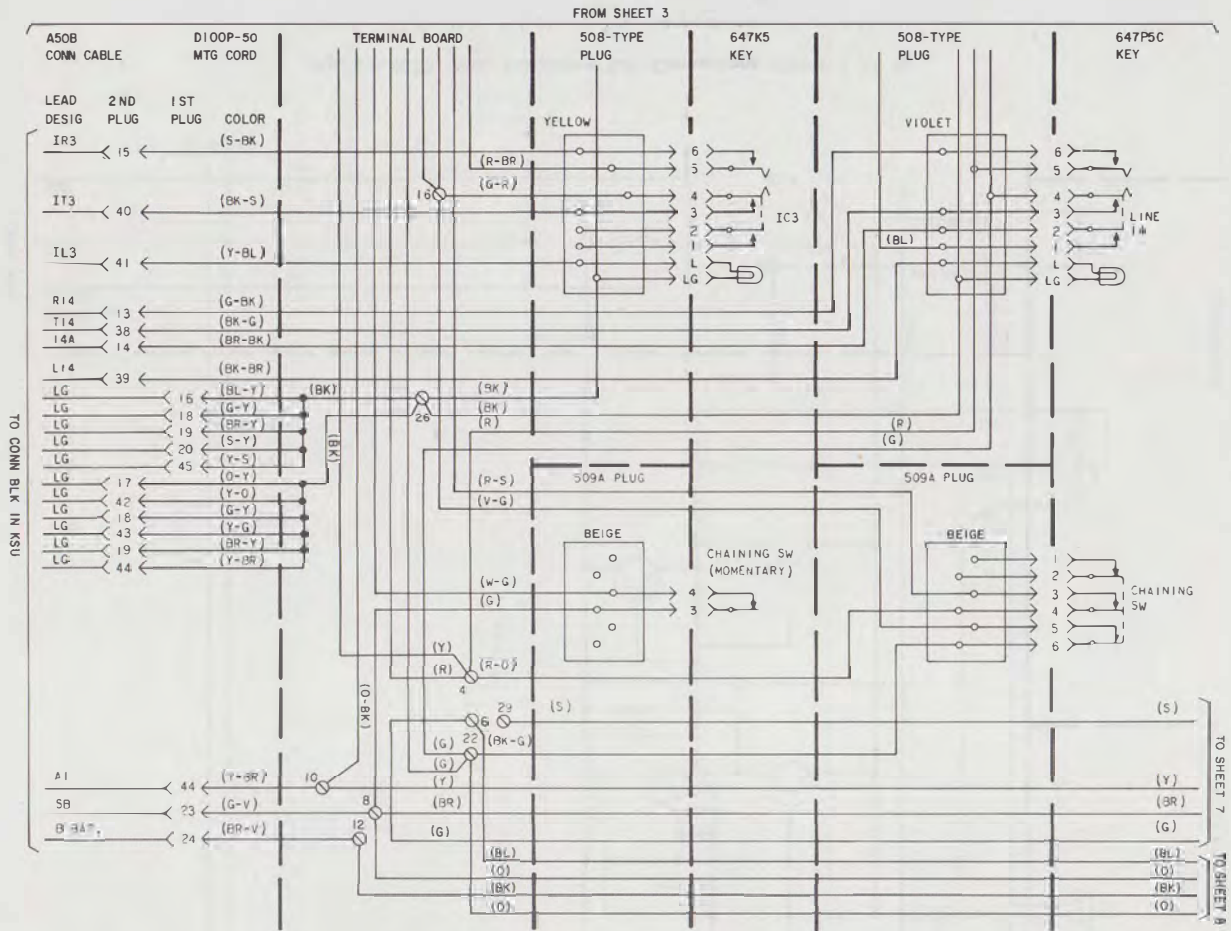 FROM SHEET 3
A50B D100P-50 TERMINAL BOARD 508-TYPE 647K5 508-TYPE 647P5C
CONN CABLE MTG CORD PLUG KEY PLUG KEY
LEAD 2ND 1ST
DESIG PLUG PLUG COLOR
YELLOW VIOLET
IR3 15 (S-BK) 6 6
(R-BR) 5 5
16 (G-R) 4 4
IT3 40 (BK-S) 3 IC3 3 LINE
2 2 14
(BL) 1 1
IL3 41 (Y-BL) L L
LG LG
R14 13 (G-BK)
T14 38 (BK-G)
14A 14 (BR-BK)
L14 39 (BK-BR)
LG 16 (BL-Y) (BK) (BK)
LG 18 (G-Y) 26 (BK)
LG 19 (BR-Y) (R) (R)
LG 20 (S-Y) (BK) (G)
LG 45 (Y-S)
509A PLUG 509A PLUG
LG 17 (O-Y) (R-S)
LG 42 (Y-O) (V-G)
LG 18 (G-Y)
LG 43 (Y-G)
LG 19 (BR-Y)
LG 44 (Y-BR)
TO CONN BLK IN KSU
BEIGE BEIGE
CHAINING SW
(MOMENTARY)
1
2
(W-G) 4 3 CHAINING
(G) 3 4 SW
5
6
(Y)
(R) (R-O)
4
(O-BK)
29 (S) (S)
6
(G) 22 (BK-G)
(G)
A1 44 (Y-BR) 10 (Y) (Y)
SB 23 (G-V) 8 (BR) (BR)
B BAT. 24 (BR-V) 12 (G) (G)
TO SHEET 7
(BL) (BL)
(O) (O)
(BK) (BK)
(O) (O)
TO SHEET 8